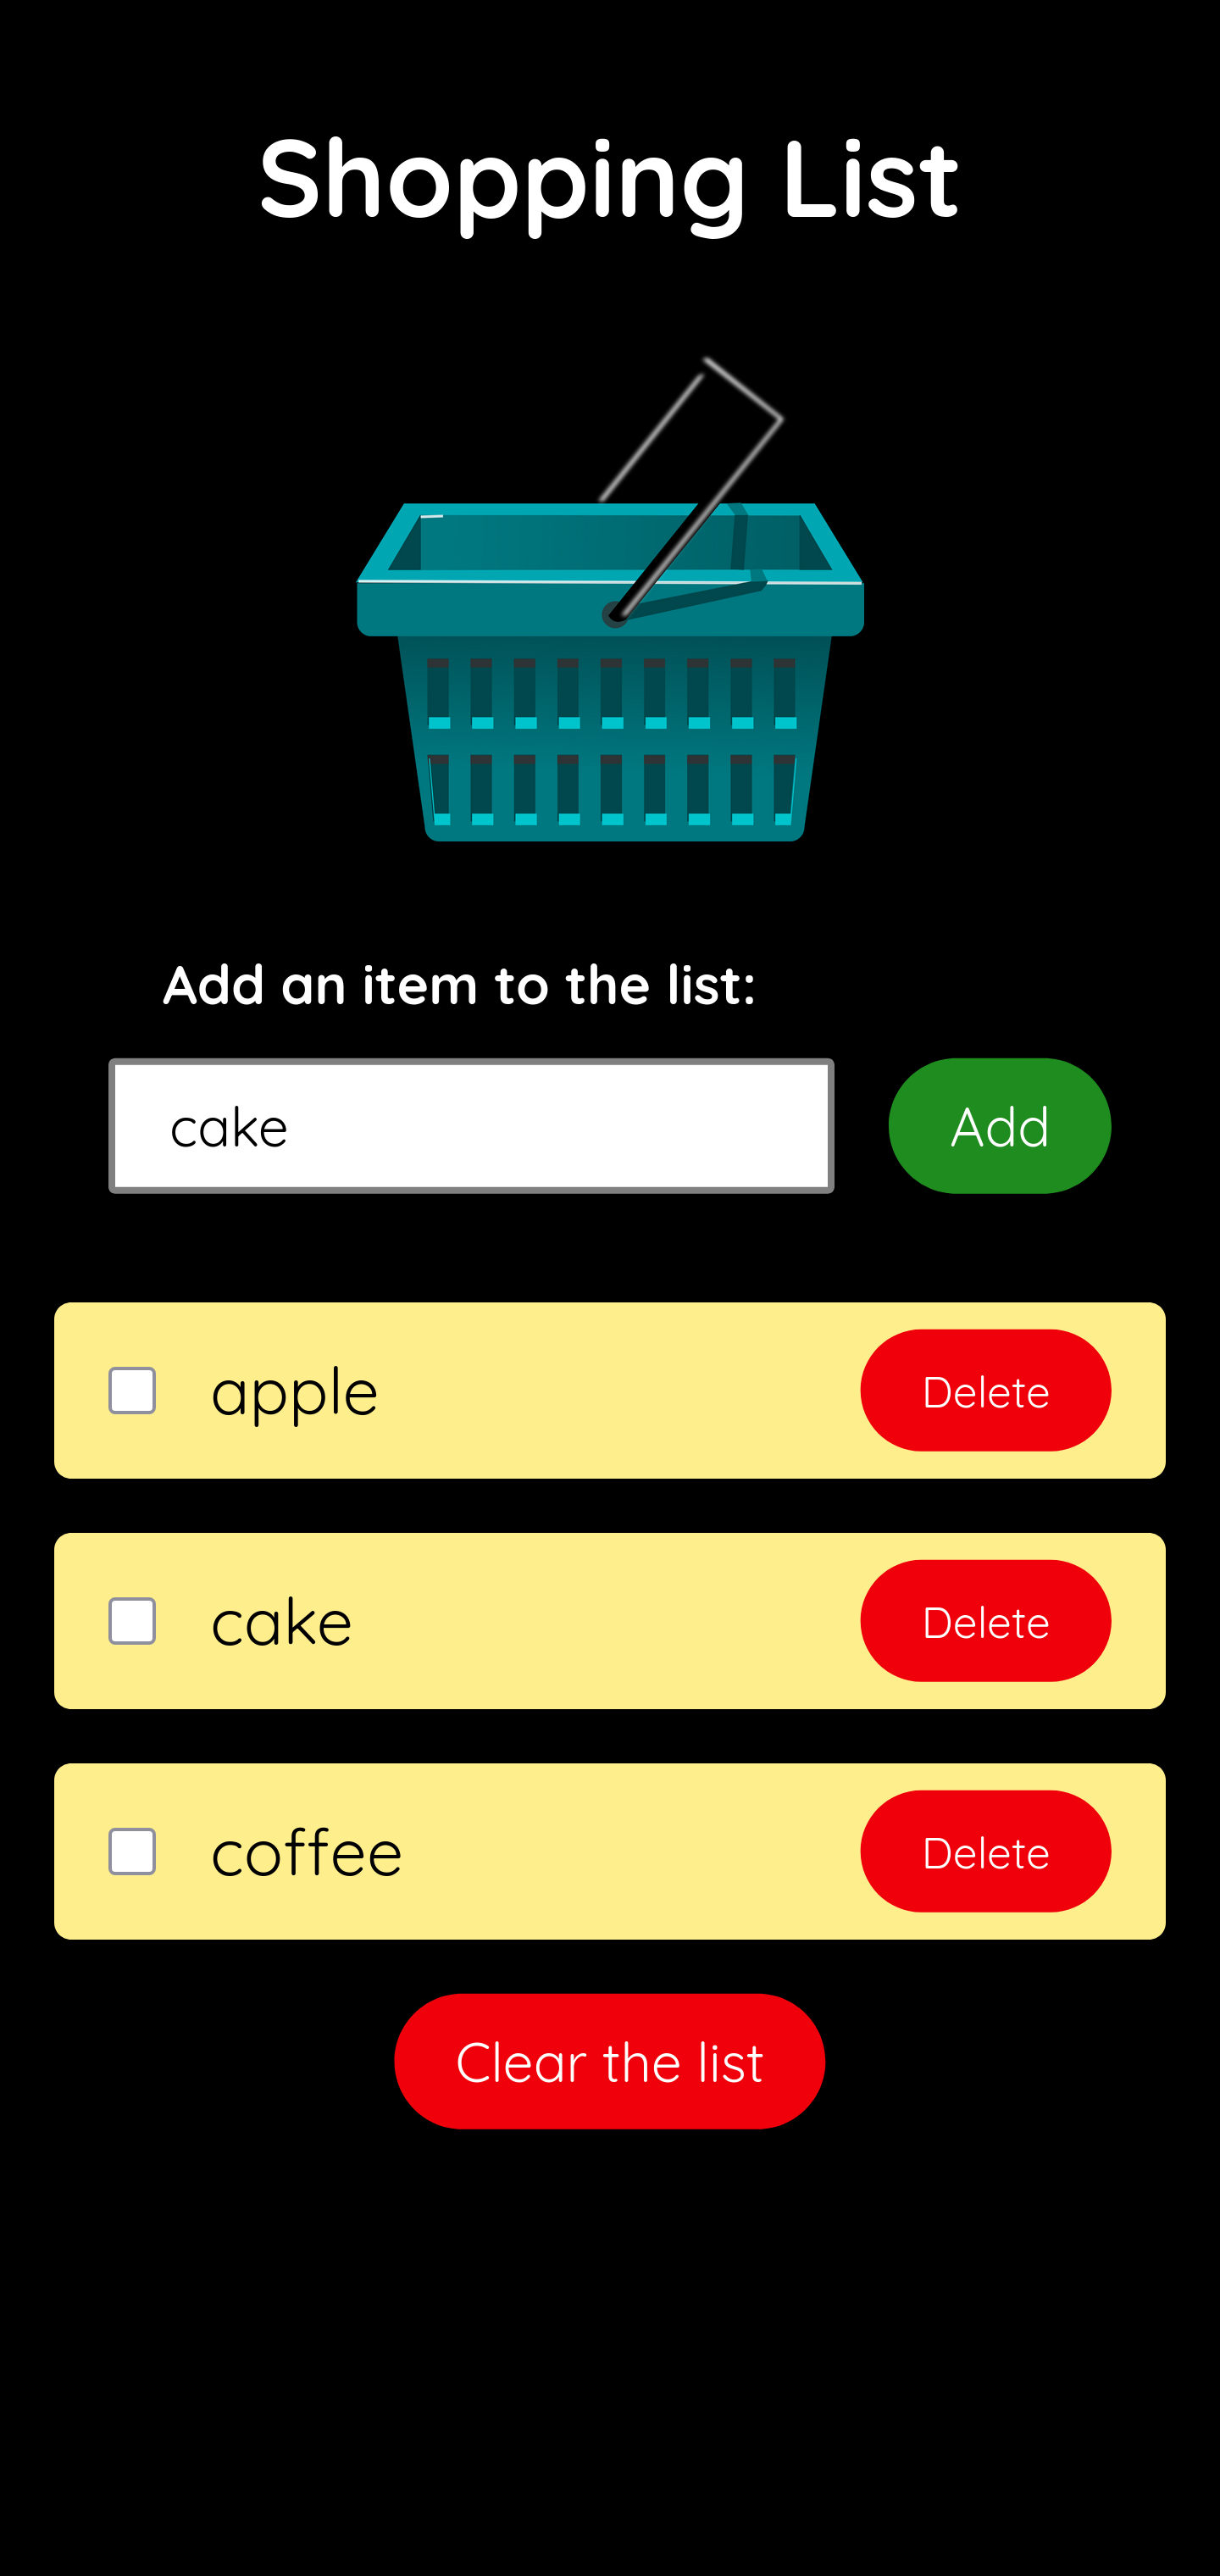 Shopping List
Add an item to the list:
cake
Add
apple
Delete
cake
Delete
coffee
Delete
Clear the list